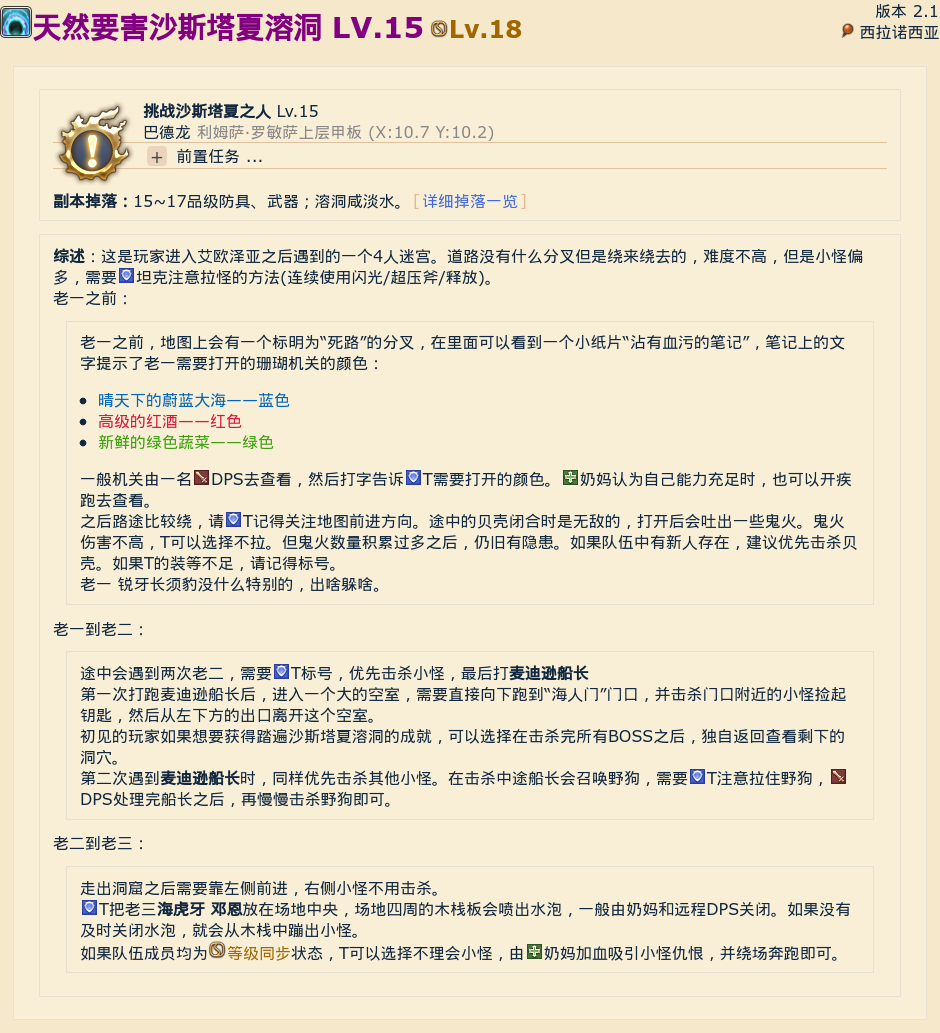 天然要害沙斯塔夏溶洞 LV.15 Lv.18
版本 2.1
西拉诺西亚
挑战沙斯塔夏之人 Lv.15
巴德龙 利姆萨·罗敏萨上层甲板 (X:10.7 Y:10.2)
+ 前置任务 ...
副本掉落：15~17品级防具、武器；溶洞咸淡水。 [详细掉落一览]
综述：这是玩家进入艾欧泽亚之后遇到的一个4人迷宫。道路没有什么分叉但是绕来绕去的，难度不高，但是小怪偏
多，需要坦克注意拉怪的方法(连续使用闪光/超压斧/释放)。
老一之前：
老一之前，地图上会有一个标明为“死路”的分叉，在里面可以看到一个小纸片“沾有血污的笔记”，笔记上的文
字提示了老一需要打开的珊瑚机关的颜色：
• 晴天下的蔚蓝大海——蓝色
• 高级的红酒——红色
• 新鲜的绿色蔬菜——绿色
一般机关由一名DPS去查看，然后打字告诉T需要打开的颜色。奶妈认为自己能力充足时，也可以开疾
跑去查看。
之后路途比较绕，请T记得关注地图前进方向。途中的贝壳闭合时是无敌的，打开后会吐出一些鬼火。鬼火
伤害不高，T可以选择不拉。但鬼火数量积累过多之后，仍旧有隐患。如果队伍中有新人存在，建议优先击杀贝
壳。如果T的装等不足，请记得标号。
老一 锐牙长须豹没什么特别的，出啥躲啥。
老一到老二：
途中会遇到两次老二，需要T标号，优先击杀小怪，最后打麦迪逊船长
第一次打跑麦迪逊船长后，进入一个大的空室，需要直接向下跑到“海人门”门口，并击杀门口附近的小怪捡起
钥匙，然后从左下方的出口离开这个空室。
初见的玩家如果想要获得踏遍沙斯塔夏溶洞的成就，可以选择在击杀完所有BOSS之后，独自返回查看剩下的
洞穴。
第二次遇到麦迪逊船长时，同样优先击杀其他小怪。在击杀中途船长会召唤野狗，需要T注意拉住野狗，
DPS处理完船长之后，再慢慢击杀野狗即可。
老二到老三：
走出洞窟之后需要靠左侧前进，右侧小怪不用击杀。
T把老三海虎牙 邓恩放在场地中央，场地四周的木栈板会喷出水泡，一般由奶妈和远程DPS关闭。如果没有
及时关闭水泡，就会从木栈中蹦出小怪。
如果队伍成员均为等级同步状态，T可以选择不理会小怪，由奶妈加血吸引小怪仇恨，并绕场奔跑即可。